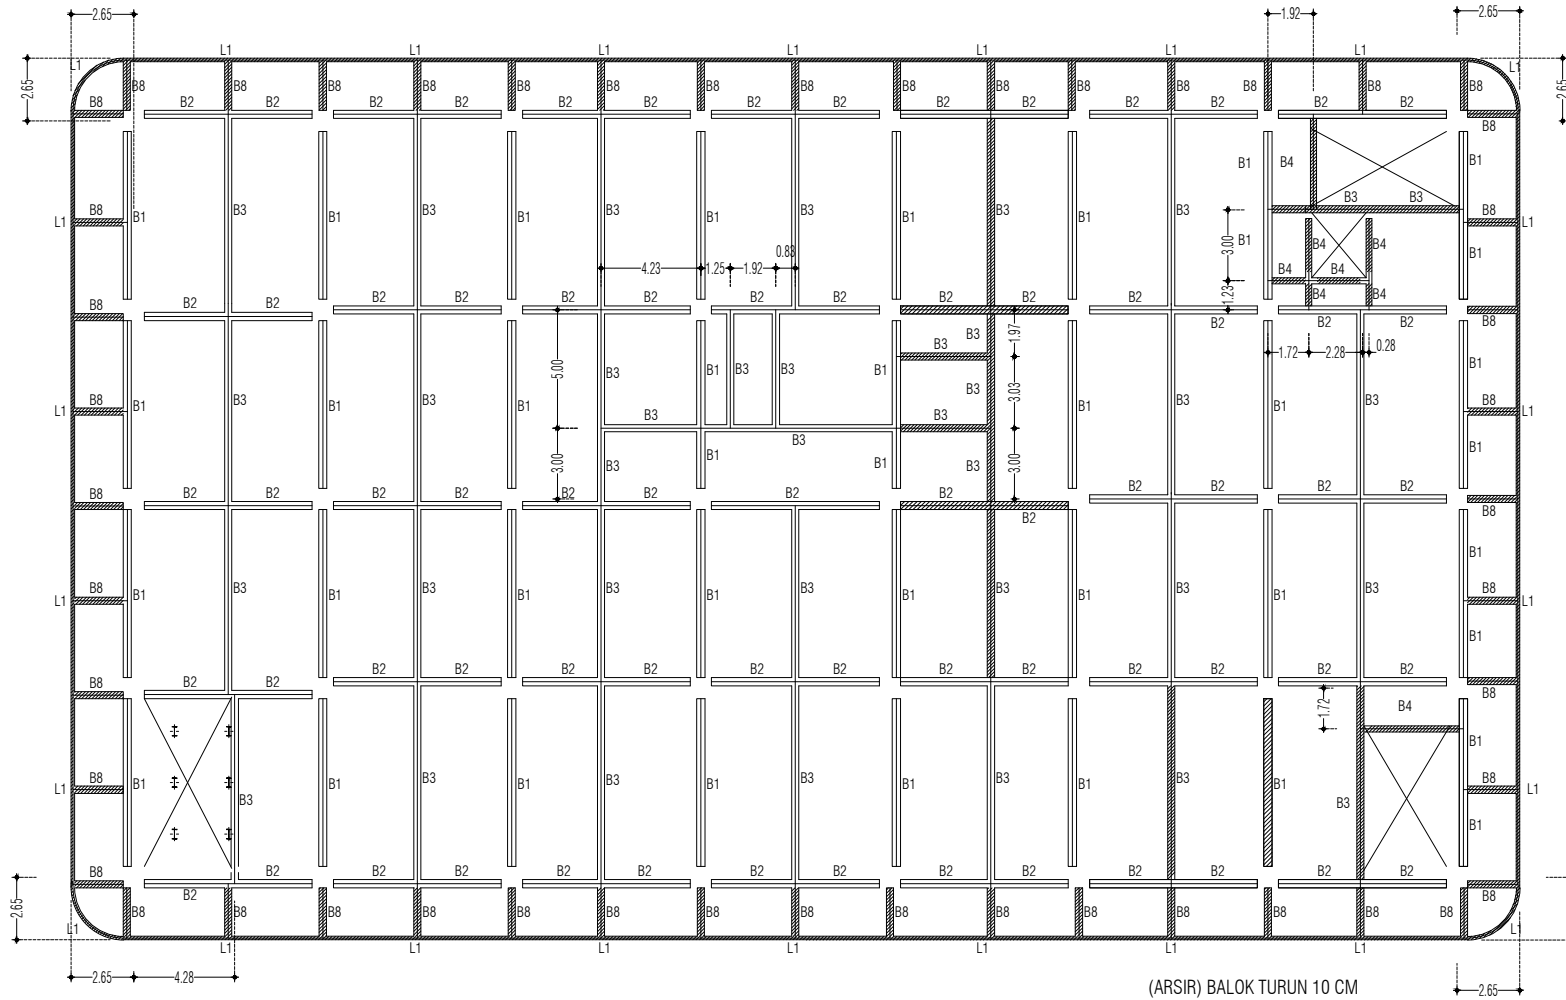 2.65 1.92 2.65
L1 L1 L1 L1 L1 L1 L1 L1 L1
2.65 B8 B8 B8 B8 B8 B8 B8 B8 B8 B8 B8 B8 B8 B8 B8 2.65
B8 B2 B2 B2 B2 B2 B2 B2 B2 B2 B2 B2 B2 B2 B2
B8
B1 B4 B1
B3 B3
B8 B8
L1 B1 B3 B1 B3 B1 B3 B1 B3 B1 B3 B1 B3 B1 L1
3.00 B4 B4
0.83
4.23 1.25 1.92 B4 B4 B1
1.23 B4 B4
B8 B2 B2 B2 B2 B2 B2 B2 B2 B2 B2 B2 B2 B2 B8
B3 1.97
B3 1.72 2.28 0.28
5.00 B3 B1 B3 B3 B1 B3 3.03 B1
B8 B1 B3 B1 B3 B1 B1 B3 B1 B3
L1 B3 B3 L1
B3
3.00 B3 B1 B1 B3 3.00 B1
B8 B2 B2 B2 B2 B2 B2 B2 B2 B2 B2 B2 B2
B2 B8
B1
B8 B3 B3 B3 B3 B3 B3 B3 B8
L1 B1 B1 B1 B1 B1 B1 B1 L1
B1
B8 B2 B2 B2 B2 B2 B2 B2 B2 B2 B2 B2 B2 B2 B2 B8
1.72 B4
B1
B8 B1 B3 B1 B3 B1 B3 B1 B3 B1 B3 B1 B8
L1 B3 B3 L1
B1
B8 B2 B2 B2 B2 B2 B2 B2 B2 B2 B2 B2 B2 B2
B2 B8
2.65 B8 B8 B8 B8 B8 B8 B8 B8 B8 B8 B8 B8 B8 B8 B8
L1 L1
L1 L1 L1 L1 L1 L1 L1
2.65 4.28 2.65
(ARSIR) BALOK TURUN 10 CM